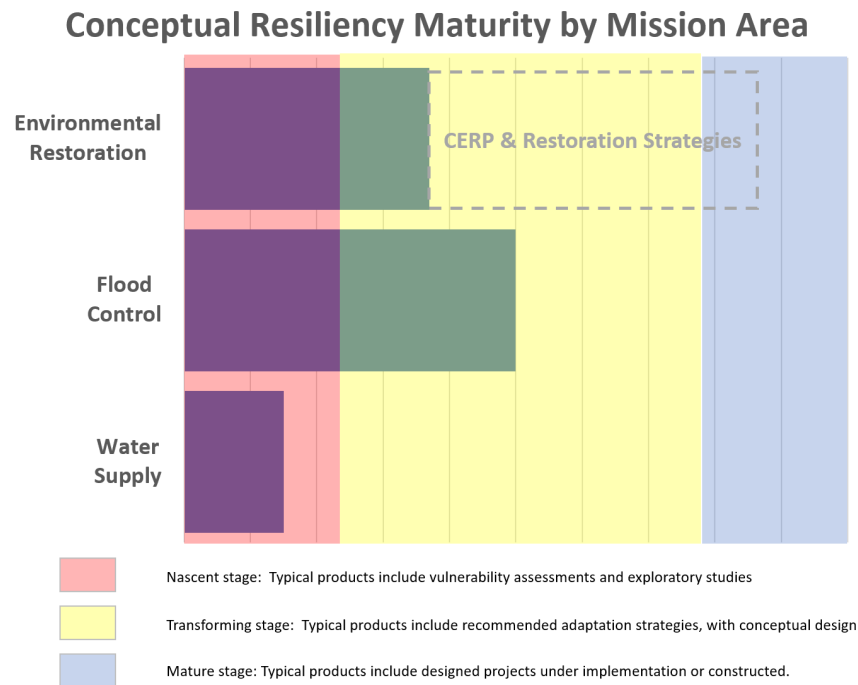 Conceptual Resiliency Maturity by Mission Area
Environmental
Restoration
CERP & Restoration Strategies
Flood
Control
Water
Supply
Nascent stage:  Typical products include vulnerability assessments and exploratory studies
Transforming stage:  Typical products include recommended adaptation strategies, with conceptual design
Mature stage: Typical products include designed projects under implementation or constructed.